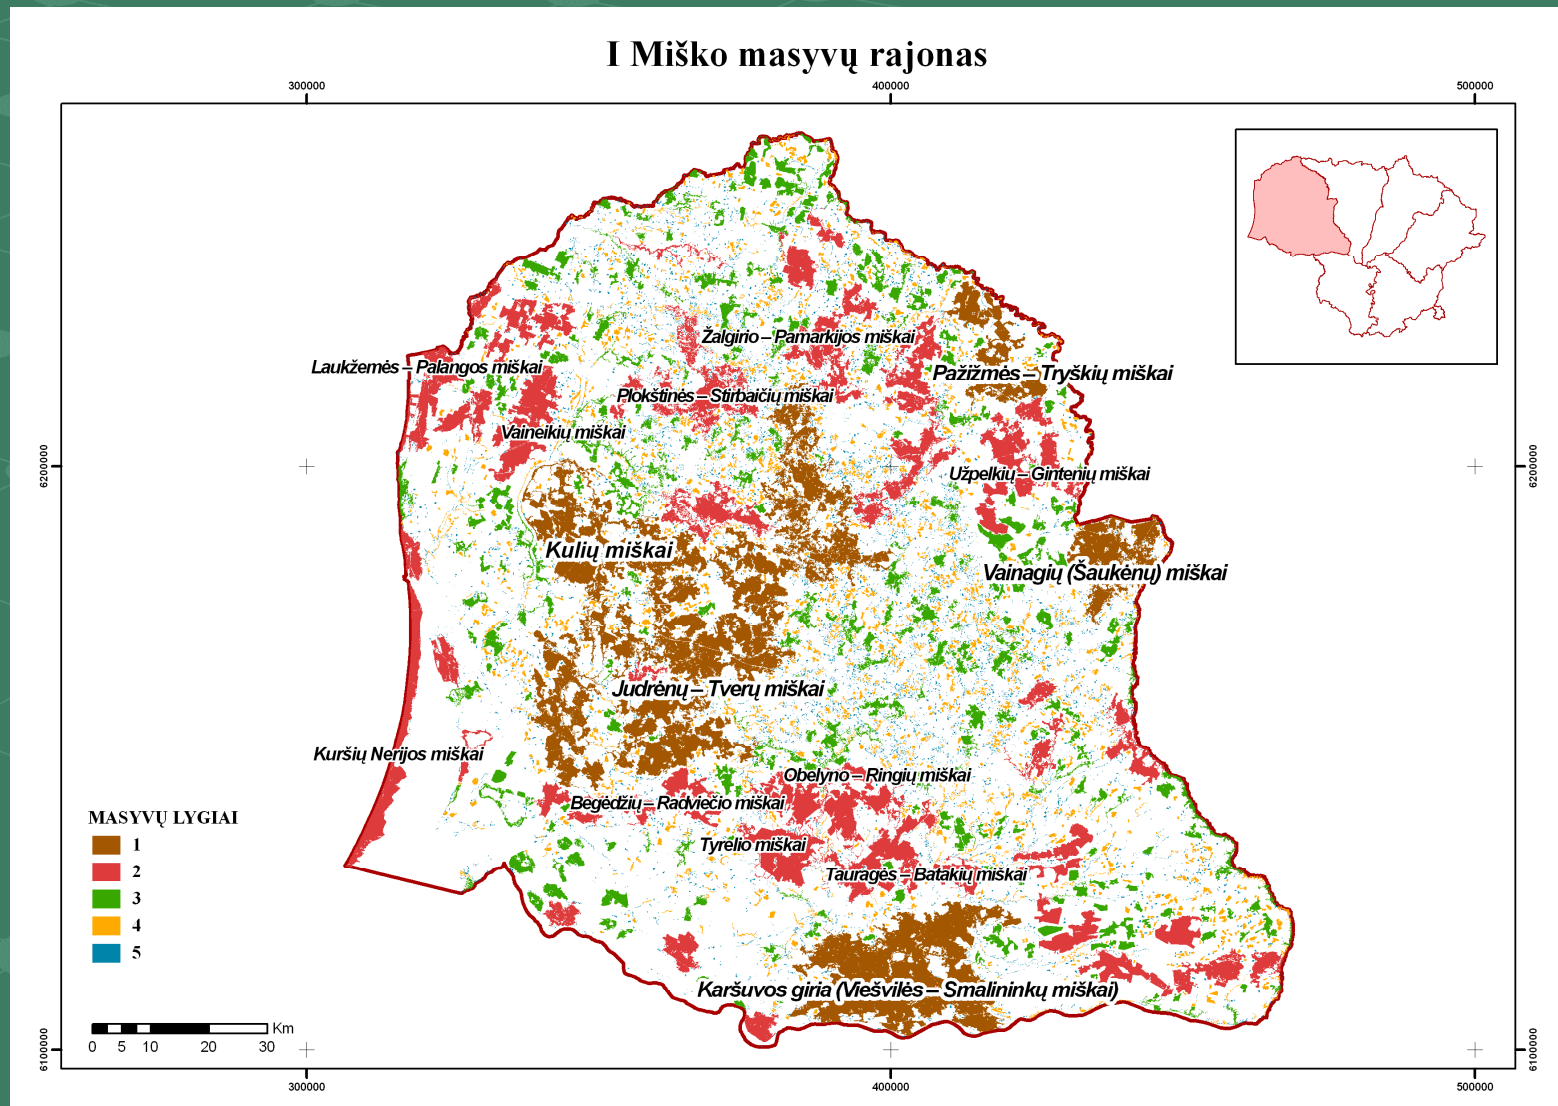 I Miško masyvų rajonas
300000
400000
500000
Žalgirio – Pamarkijos miškai
Laukžemės – Palangos miškai
Pažižmės – Tryškių miškai
Plokštinės – Stirbaičių miškai
Vaineikių miškai
6200000
6200000
Užpelkių – Gintenių miškai
Kulių miškai
Vainagių (Šaukėnų) miškai
Judrėnų – Tverų miškai
Kuršių Nerijos miškai
Obelyno – Ringių miškai
Begėdžių – Radviečio miškai
Tyrelio miškai
Tauragės – Batakių miškai
Karšuvos giria (Viešvilės – Smalininkų miškai)
MASYVŲ LYGIAI
1
2
3
4
5
Km
0 5 10 20 30
6100000
6100000
300000
400000
500000